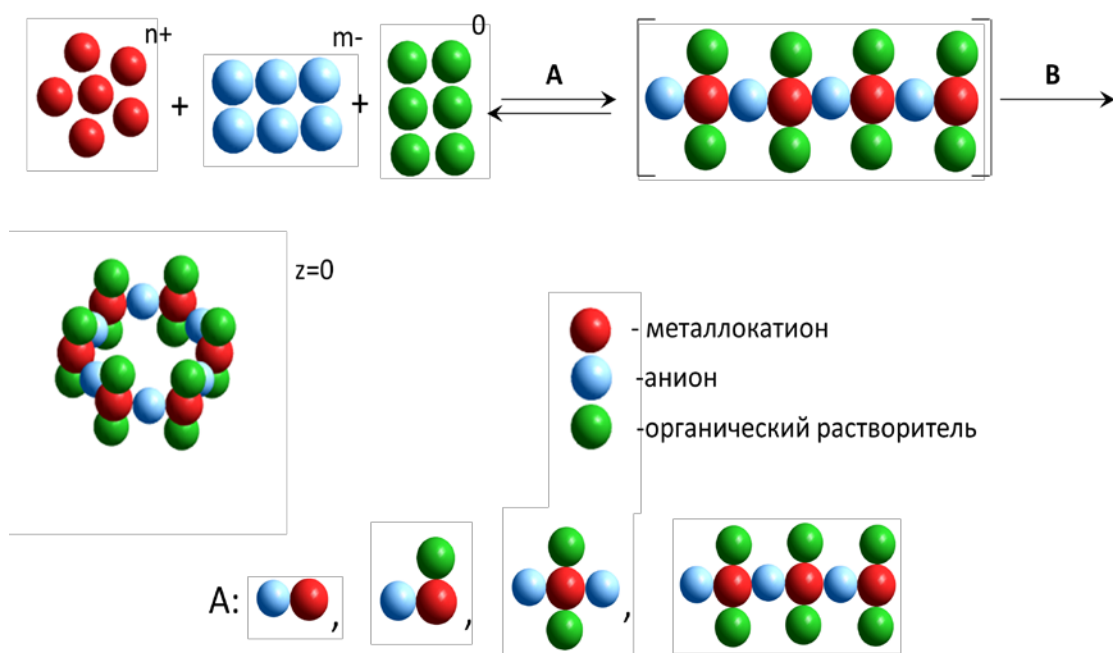 n+
m-
0
+
+
A
B
z=0
- металлокатион
-анион
-органический растворитель
A: , , ,